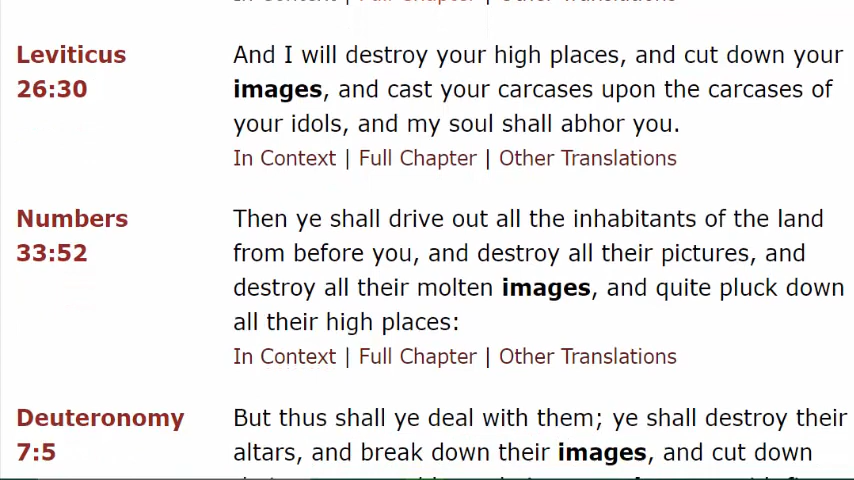 Leviticus 26:30
And I will destroy your high places, and cut down your
images, and cast your carcases upon the carcases of
your idols, and my soul shall abhor you.
In Context | Full Chapter | Other Translations
Numbers 33:52
Then ye shall drive out all the inhabitants of the land
from before you, and destroy all their pictures, and
destroy all their molten images, and quite pluck down
all their high places:
In Context | Full Chapter | Other Translations
Deuteronomy 7:5
But thus shall ye deal with them; ye shall destroy their
altars, and break down their images, and cut down